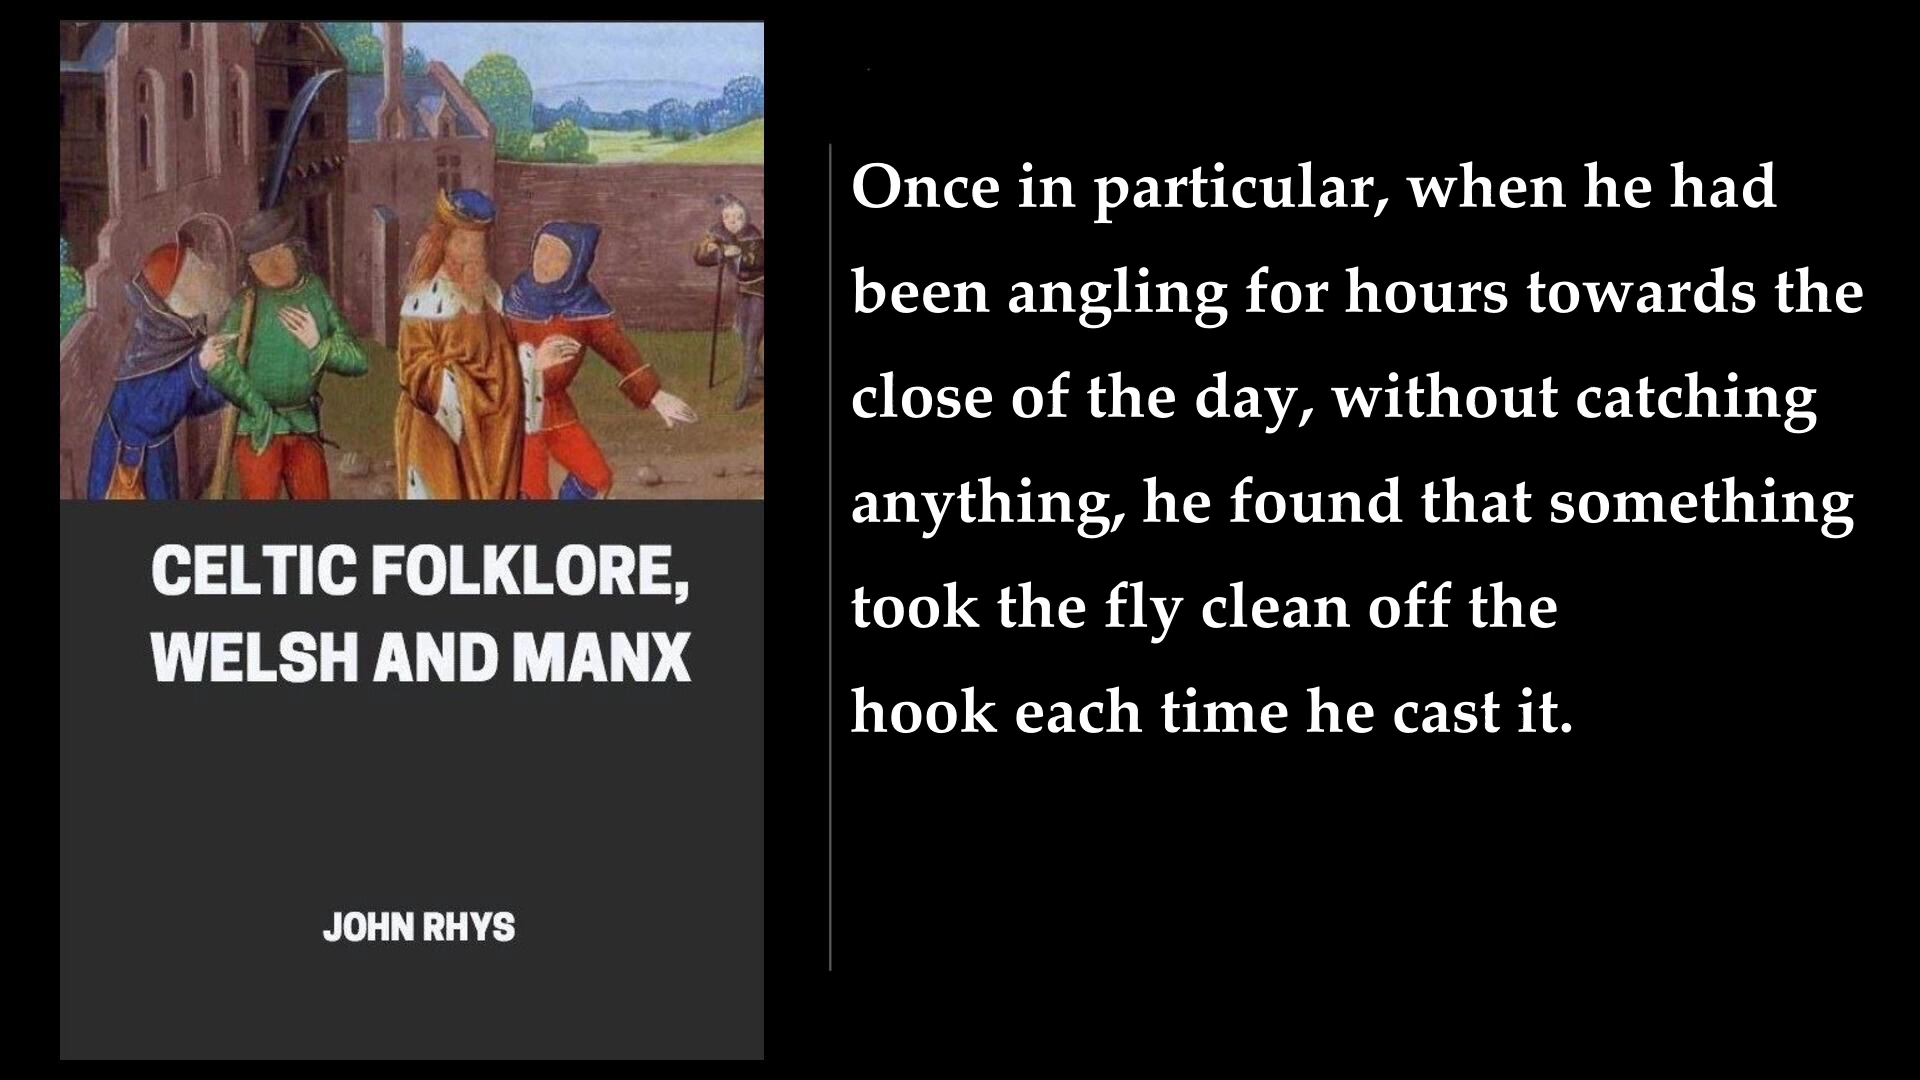 CELTIC FOLKLORE,
WELSH AND MANX
JOHN RHYS
Once in particular, when he had
been angling for hours towards the
close of the day, without catching
anything, he found that something
took the fly clean off the
hook each time he cast it.